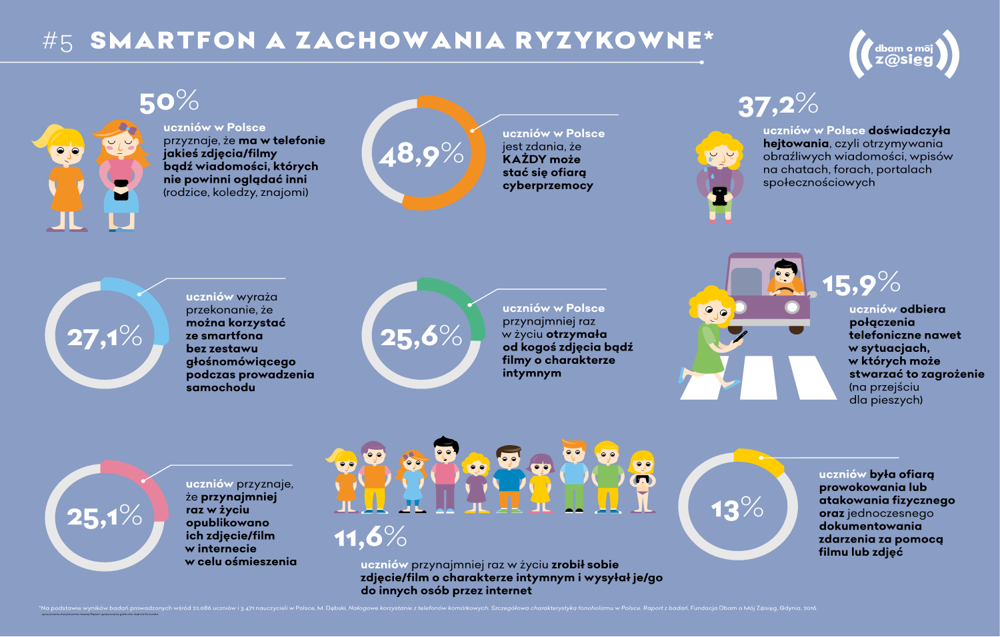 #5 SMARTFON A ZACHOWANIA RYZYKOWNE*
dbam o mój
z@sięg
50%
uczniów w Polsce
przyznaje, że ma w telefonie
jakieś zdjęcia/filmy
bądź wiadomości, których
nie powinni oglądać inni
(rodzice, koledzy, znajomi)
48,9%
uczniów w Polsce
jest zdania, że
KAŻDY może
stać się ofiarą
cyberprzemocy
37,2%
uczniów w Polsce doświadczyła
hejtowania, czyli otrzymywania
obraźliwych wiadomości, wpisów
na chatach, forach, portalach
społecznościowych
27,1%
uczniów wyraża
przekonanie, że
można korzystać
ze smartfona
bez zestawu
głośnomówiącego
podczas prowadzenia
samochodu
25,6%
uczniów w Polsce
przynajmniej raz
w życiu otrzymała
od kogoś zdjęcia bądź
filmy o charakterze
intymnym
15,9%
uczniów odbiera
połączenia
telefoniczne nawet
w sytuacjach,
w których może
stwarzać to zagrożenie
(na przejściu
dla pieszych)
25,1%
uczniów przyznaje,
że przynajmniej
raz w życiu
opublikowano
ich zdjęcie/film
w internecie
w celu ośmieszenia
11,6%
uczniów przynajmniej raz w życiu zrobił sobie
zdjęcie/film o charakterze intymnym i wysyłał je/go
do innych osób przez internet
13%
uczniów była ofiarą
prowokowania lub
atakowania fizycznego
oraz jednoczesnego
dokumentowania
zdarzenia za pomocą
filmu lub zdjęć
*Na podstawie wyników badań prowadzonych wśród 22.086 uczniów i 3.471 nauczycieli w Polsce, M. Dębski, Nałogowe korzystanie z telefonów komórkowych. Szczegółowa charakterystyka fonoholizmu w Polsce. Raport z badań, Fundacja Dbam o Mój Z@sięg, Gdynia, 2016.